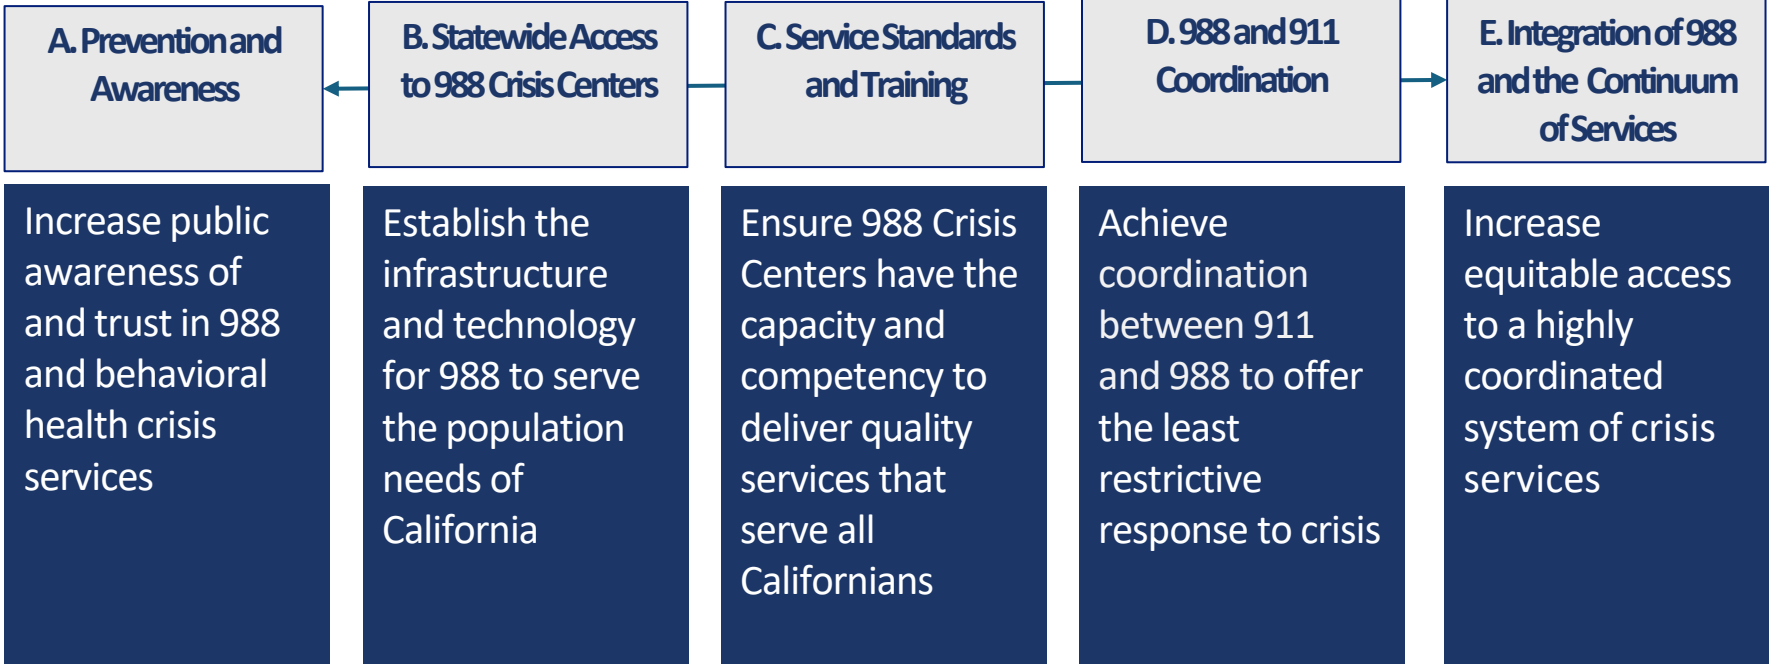 A. Prevention and
Awareness
B. Statewide Access
to 988 Crisis Centers
C. Service Standards
and Training
D. 988 and 911
Coordination
E. Integration of 988
and the Continuum
of Services
Increase public
awareness of
and trust in 988
and behavioral
health crisis
services
Establish the
infrastructure
and technology
for 988 to serve
the population
needs of
California
Ensure 988 Crisis
Centers have the
capacity and
competency to
deliver quality
services that
serve all
Californians
Achieve
coordination
between 911
and 988 to offer
the least
restrictive
response to crisis
Increase
equitable access
to a highly
coordinated
system of crisis
services